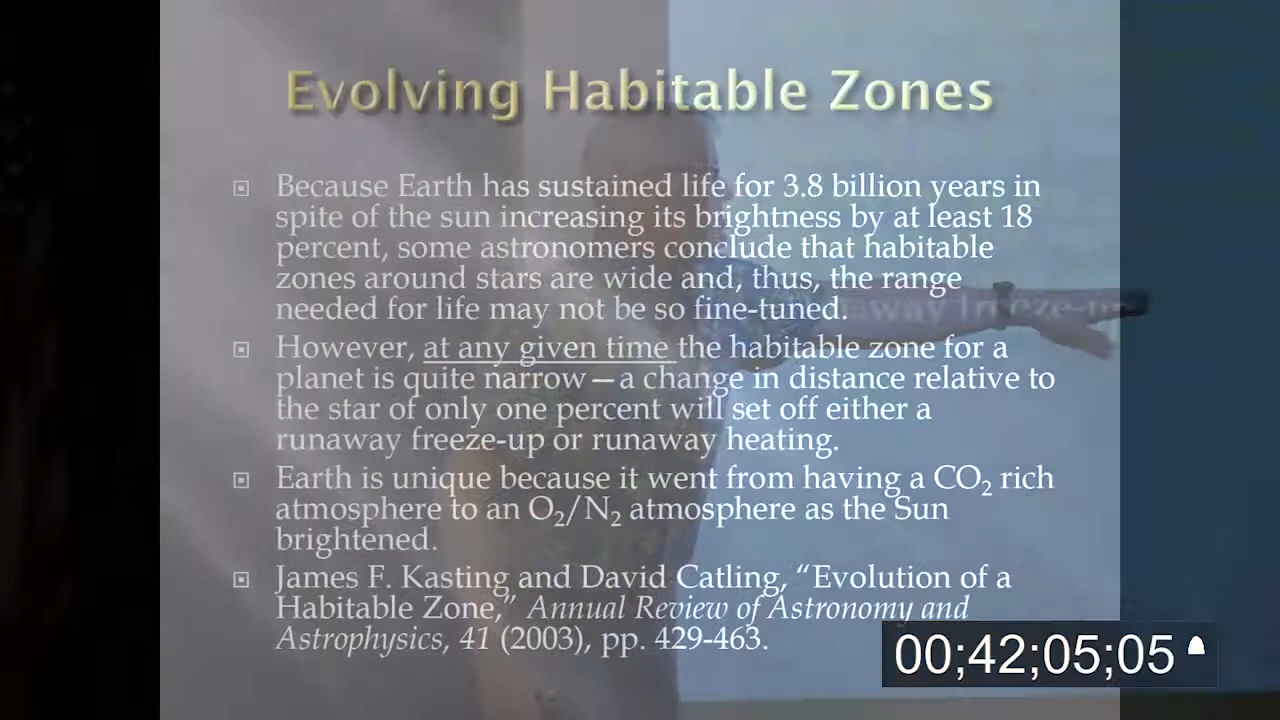 Evolving Habitable Zones
Because Earth has sustained life for 3.8 billion years in
spite of the sun increasing its brightness by at least 18
percent, some astronomers conclude that habitable
zones around stars are wide and, thus, the range
needed for life may not be so fine-tuned.
away freeze-
However, at any given time the habitable zone for a
planet is quite narrow—a change in distance relative to
the star of only one percent will set off either a
runaway freeze-up or runaway heating.
Earth is unique because it went from having a CO₂ rich
atmosphere to an O₂/N₂ atmosphere as the Sun
brightened.
James F. Kasting and David Catling, “Evolution of a
Habitable Zone,” Annual Review of Astronomy and
Astrophysics, 41 (2003), pp. 429-463.
00;42;05;05